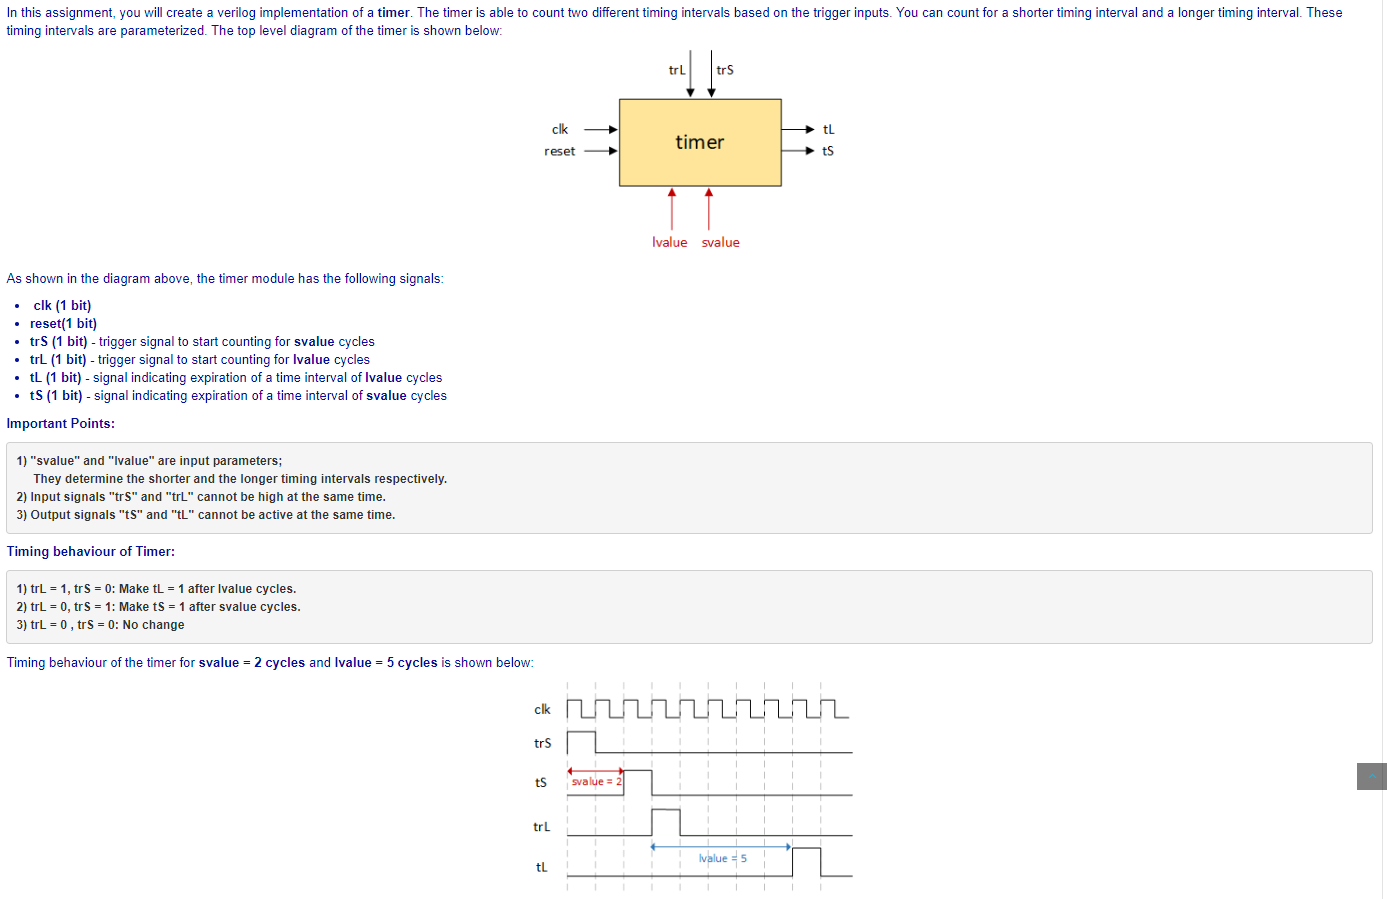 In this assignment, you will create a verilog implementation of a timer. The timer is able to count two different timing intervals based on the trigger inputs. You can count for a shorter timing interval and a longer timing interval. These
timing intervals are parameterized. The top level diagram of the timer is shown below:
trL trS
clk
tL
timer
reset
tS
lvalue svalue
As shown in the diagram above, the timer module has the following signals:
• clk (1 bit)
• reset(1 bit)
• trS (1 bit) - trigger signal to start counting for svalue cycles
• trL (1 bit) - trigger signal to start counting for lvalue cycles
• tL (1 bit) - signal indicating expiration of a time interval of lvalue cycles
• tS (1 bit) - signal indicating expiration of a time interval of svalue cycles
Important Points:
1) "svalue" and "lvalue" are input parameters;
They determine the shorter and the longer timing intervals respectively.
2) Input signals "trS" and "trL" cannot be high at the same time.
3) Output signals "tS" and "tL" cannot be active at the same time.
Timing behaviour of Timer:
1) trL = 1, trS = 0: Make tL = 1 after lvalue cycles.
2) trL = 0, trS = 1: Make tS = 1 after svalue cycles.
3) trL = 0 , trS = 0: No change
Timing behaviour of the timer for svalue = 2 cycles and lvalue = 5 cycles is shown below:
clk
trS
tS
svalue = 2
trL
lvalue = 5
tL